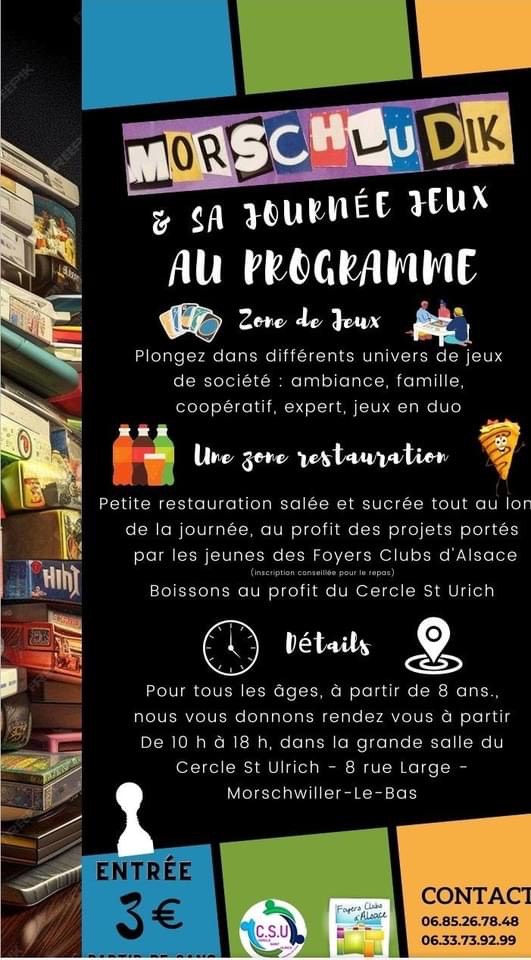 MORSCHLUDIK
& SA JOURNÉE JEUX
AU PROGRAMME
Zone de Jeux
Plongez dans différents univers de jeux
de société : ambiance, famille,
coopératif, expert, jeux en duo
Une zone restauration
Petite restauration salée et sucrée tout au lon
de la journée, au profit des projets portés
par les jeunes des Foyers Clubs d'Alsace
(inscription conseillée pour le repas)
Boissons au profit du Cercle St Urich
Détails
Pour tous les âges, à partir de 8 ans.,
nous vous donnons rendez vous à partir
De 10 h à 18 h, dans la grande salle du
Cercle St Ulrich - 8 rue Large -
Morschwiller-Le-Bas
ENTRÉE
3€
C.S.U
Foyers Clubs
d'Alsace
CONTACT
06.85.26.78.48
06.33.73.92.99